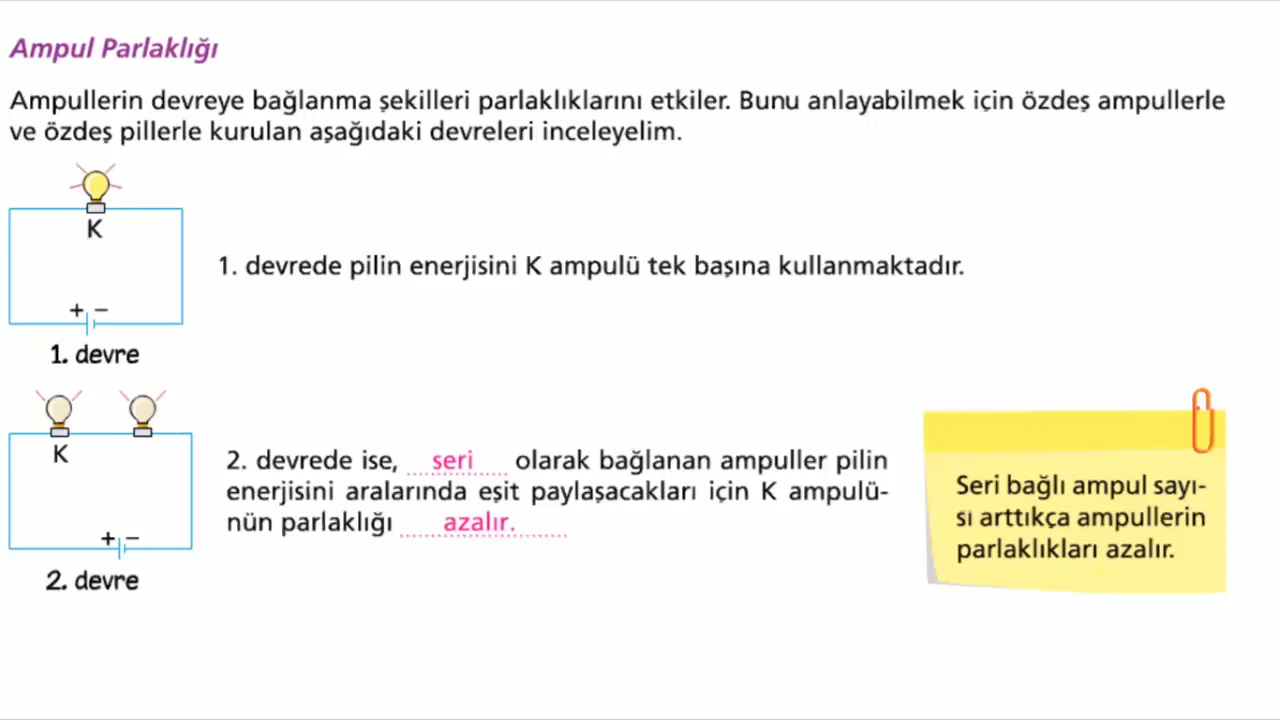 Ampul Parlaklığı
Ampullerin devreye bağlanma şekilleri parlaklıklarını etkiler. Bunu anlayabilmek için özdeş ampullerle
ve özdeş pillerle kurulan aşağıdaki devreleri inceleyelim.
K
+ −
1. devre
1. devrede pilin enerjisini K ampulü tek başına kullanmaktadır.
K
+ −
2. devre
2. devrede ise, seri olarak bağlanan ampuller pilin
enerjisini aralarında eşit paylaşacakları için K ampulü-
nün parlaklığı azalır.
Seri bağlı ampul sayı-
sı arttıkça ampullerin
parlaklıkları azalır.